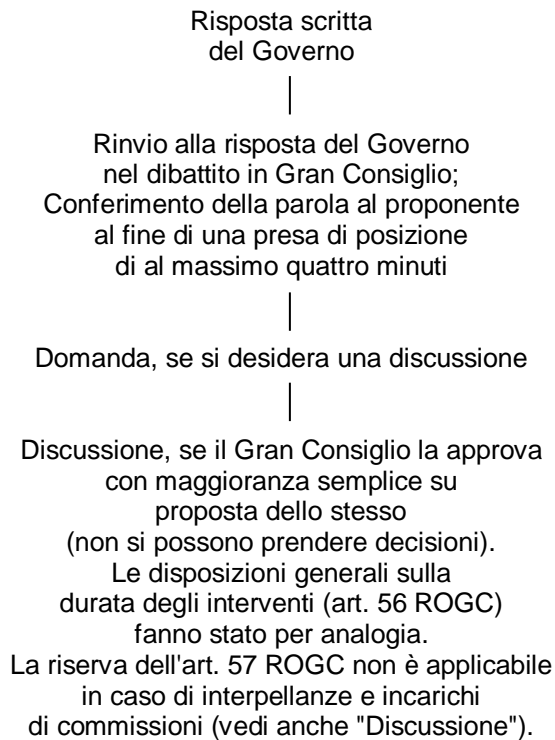 Risposta scritta
del Governo
Rinvio alla risposta del Governo
nel dibattito in Gran Consiglio;
Conferimento della parola al proponente
al fine di una presa di posizione
di al massimo quattro minuti
Domanda, se si desidera una discussione
Discussione, se il Gran Consiglio la approva
con maggioranza semplice su
proposta dello stesso
(non si possono prendere decisioni).
Le disposizioni generali sulla
durata degli interventi (art. 56 ROGC)
fanno stato per analogia.
La riserva dell'art. 57 ROGC non è applicabile
in caso di interpellanze e incarichi
di commissioni (vedi anche "Discussione").